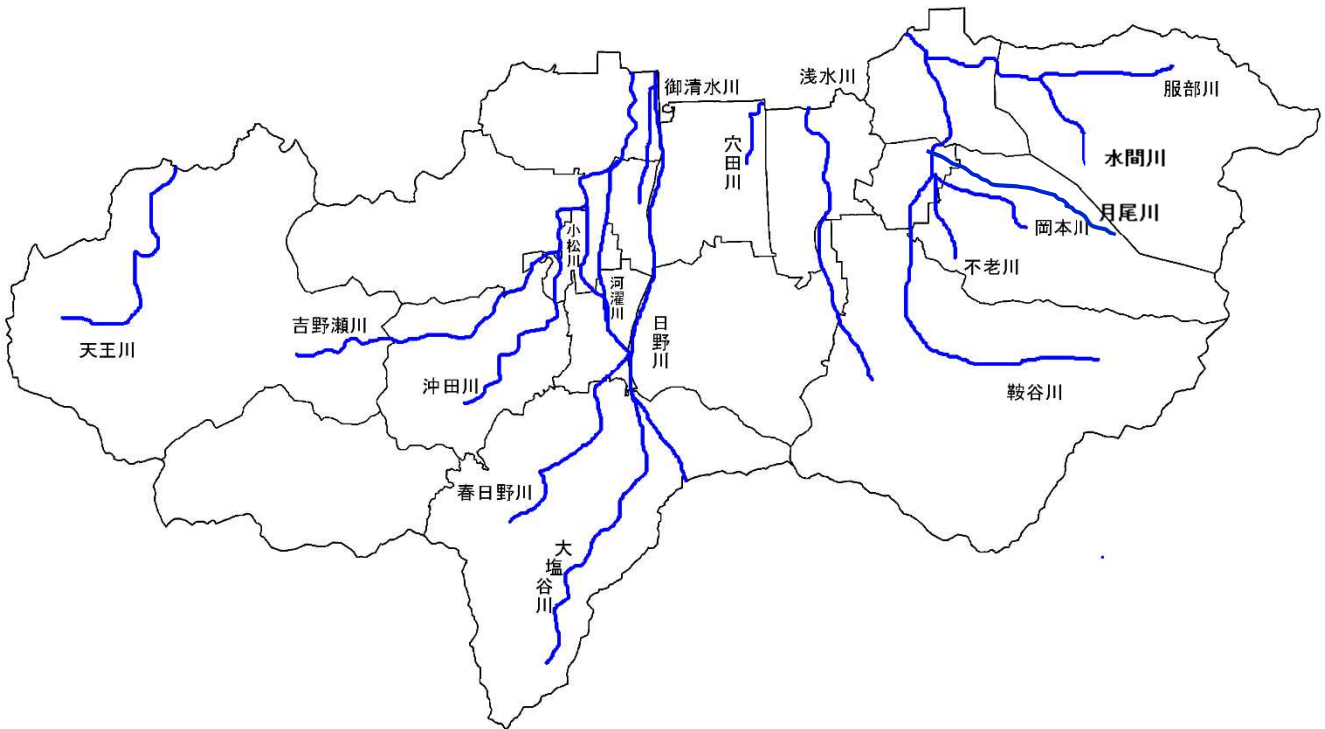 御清水川
浅水川
服部川
穴田川
水間川
月尾川
岡本川
小松川
不老川
河濯川
日野川
吉野瀬川
天王川
沖田川
鞍谷川
春日野川
大塩谷川